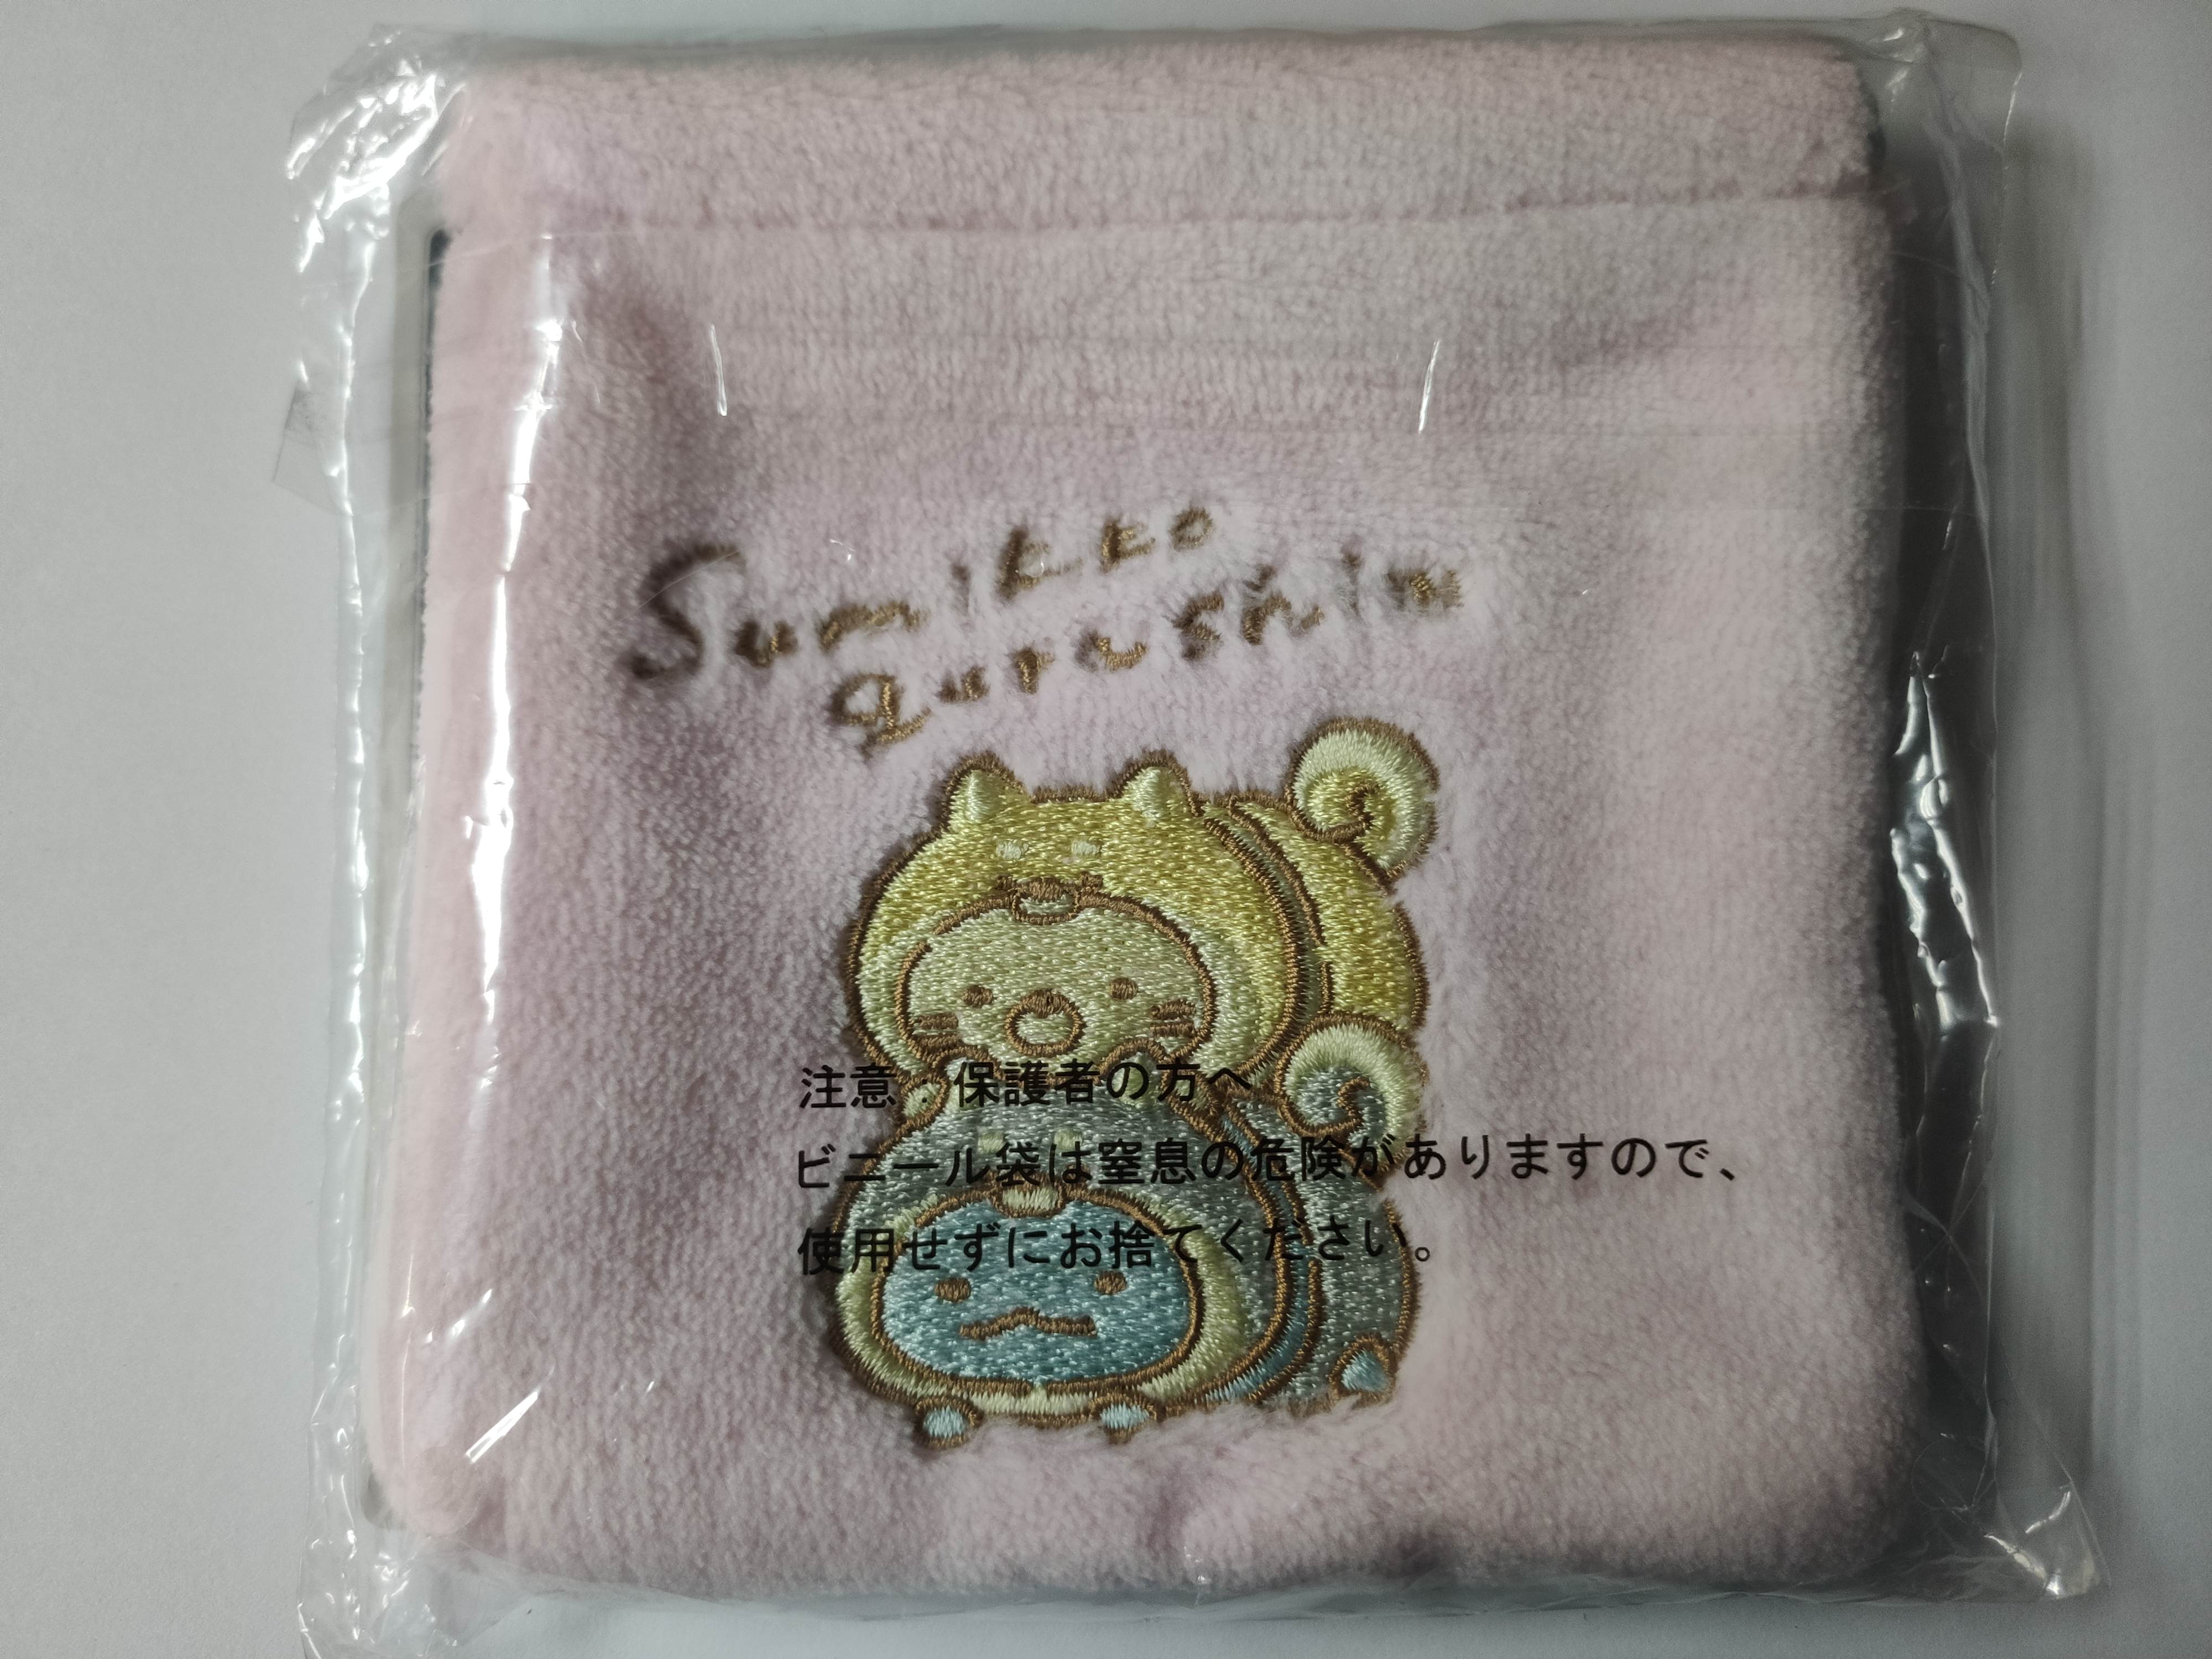 Sumikko
gurashi™
注意：保護者の方へ
ビニール袋は窒息の危険がありますので、
使用せずにお捨てください。